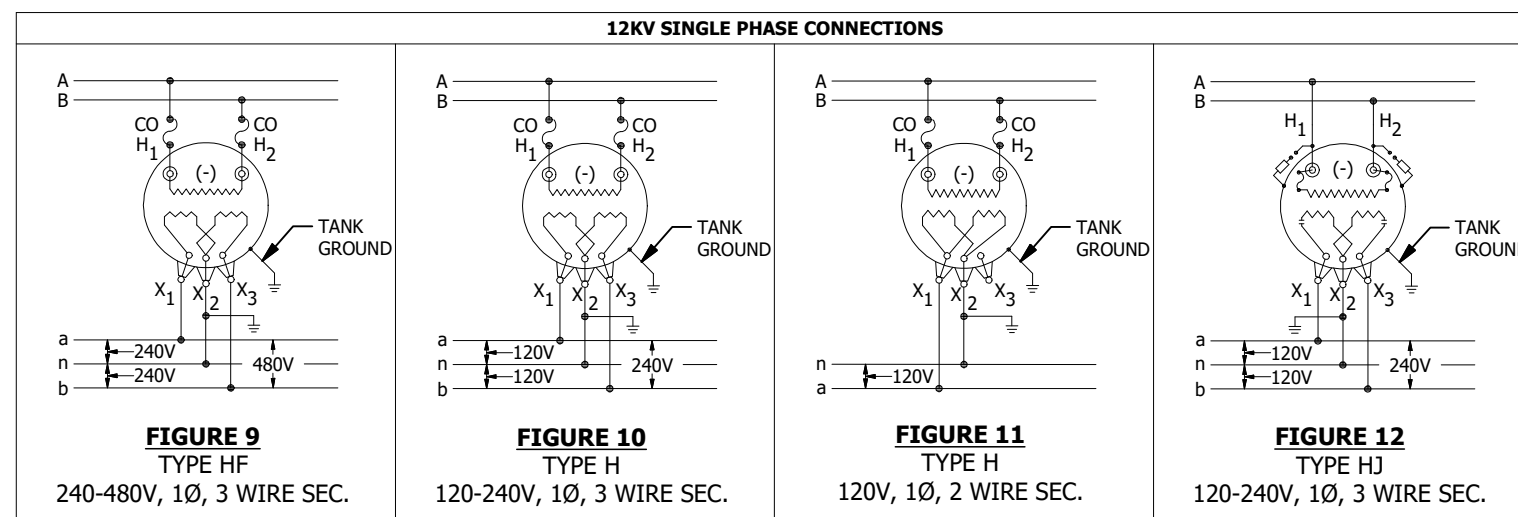 12KV SINGLE PHASE CONNECTIONS
A
B
CO CO
H1 H2
(-)
TANK
GROUND
X1 X2 X3
a
240V
n 480V
240V
b
FIGURE 9
TYPE HF
240-480V, 1Ø, 3 WIRE SEC.
A
B
CO CO
H1 H2
(-)
TANK
GROUND
X1 X2 X3
a
120V
n 240V
120V
b
FIGURE 10
TYPE H
120-240V, 1Ø, 3 WIRE SEC.
A
B
CO CO
H1 H2
(-)
TANK
GROUND
X1 X2 X3
n
120V
a
FIGURE 11
TYPE H
120V, 1Ø, 2 WIRE SEC.
A
B
H1 H2
(-)
TANK
GROUN
X1 X2 X3
a
120V
n 240V
120V
b
FIGURE 12
TYPE HJ
120-240V, 1Ø, 3 WIRE SEC.